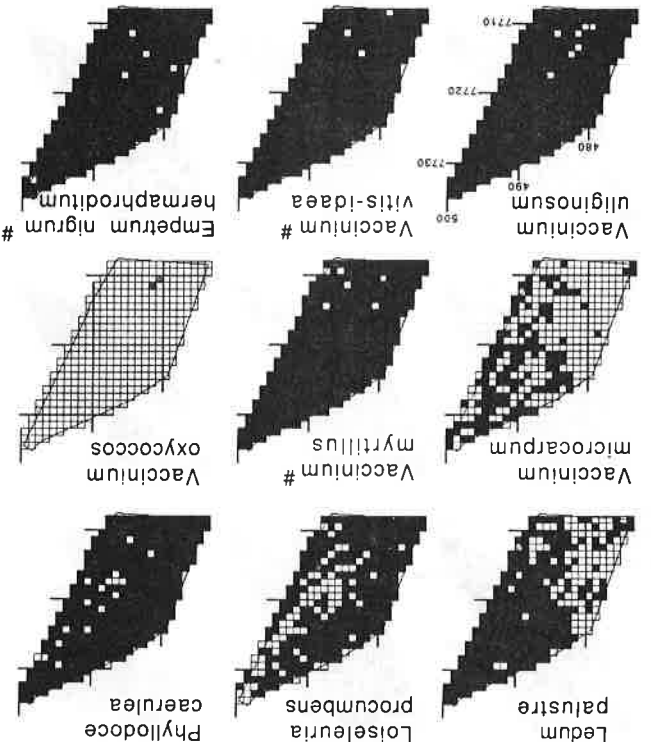 Ledum
palustre
Loiseleuria
procumbens
Phyllodoce
caerulea
Vaccinium
microcarpum
Vaccinium #
myrtillus
Vaccinium
oxycoccos
Vaccinium
uliginosum
500
490
480
7730
7720
7710
Vaccinium #
vitis-idaea
Empetrum nigrum #
hermaphroditum